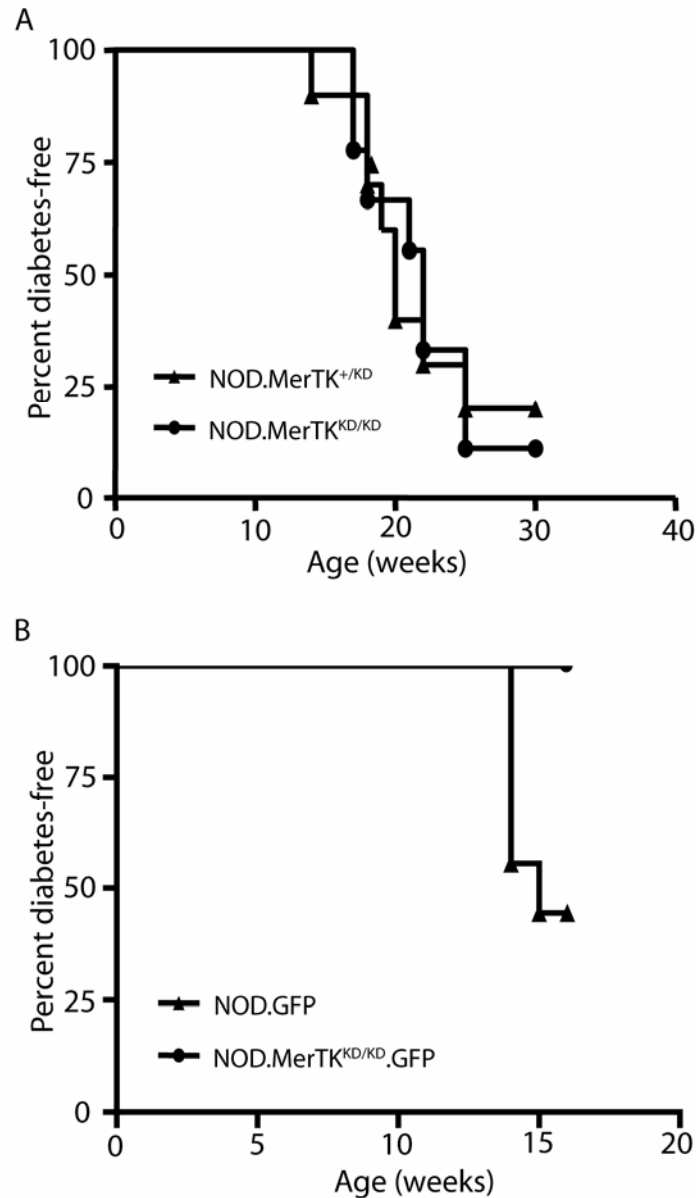 A
100
75
50
25
0
Percent diabetes-free
NOD.MerTK+/KD
NOD.MerTKKD/KD
0 10 20 30 40
Age (weeks)
B
100
75
50
25
0
Percent diabetes-free
NOD.GFP
NOD.MerTKKD/KD.GFP
0 5 10 15 20
Age (weeks)